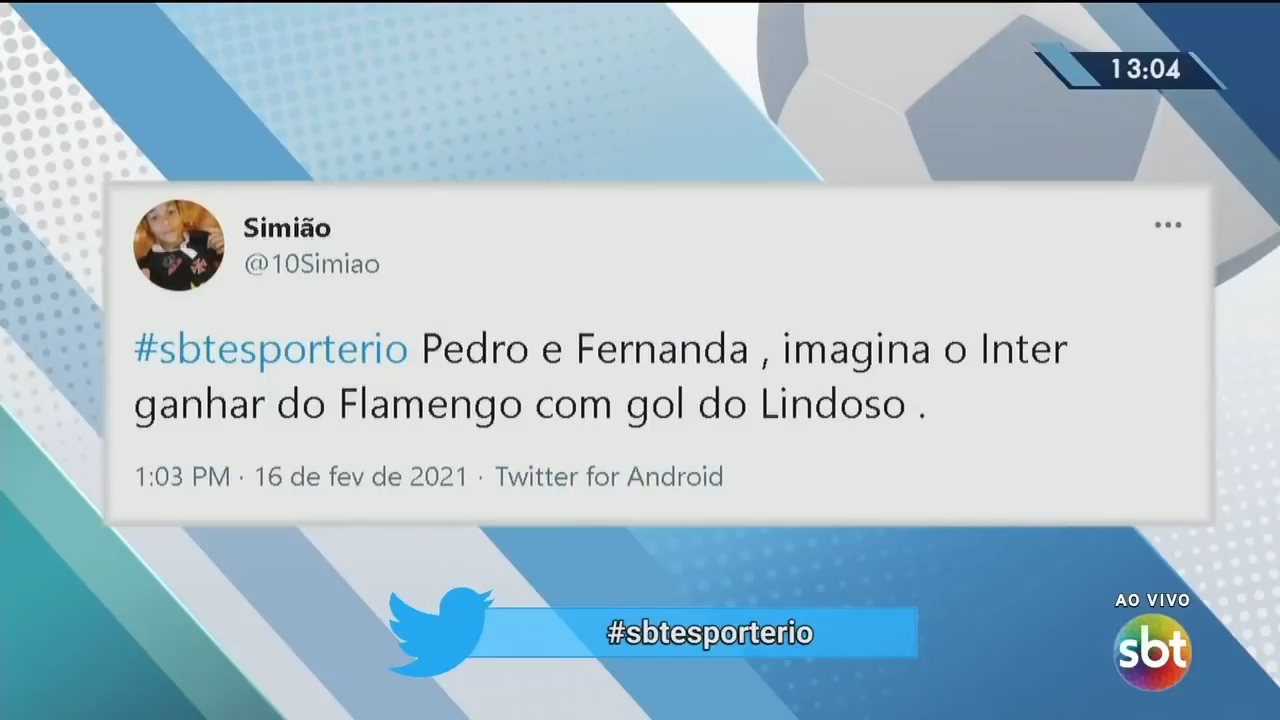 13:04
Simião
@10Simiao
#sbtesporterio Pedro e Fernanda , imagina o Inter
ganhar do Flamengo com gol do Lindoso .
1:03 PM · 16 de fev de 2021 · Twitter for Android
#sbtesporterio
AO VIVO
sbt